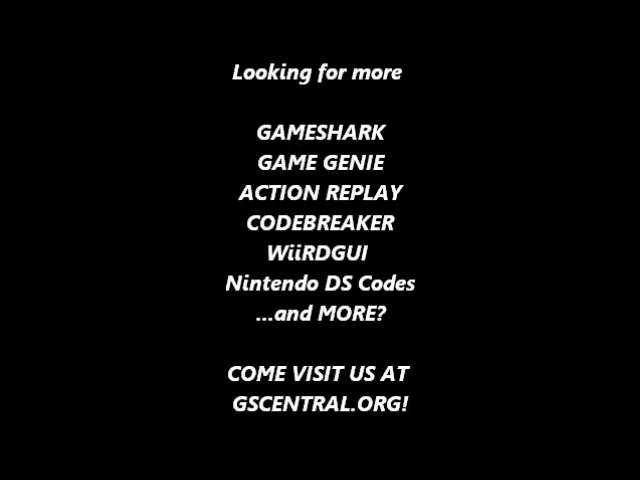 Looking for more
GAMESHARK
GAME GENIE
ACTION REPLAY
CODEBREAKER
WiiRDGUI
Nintendo DS Codes
...and MORE?
COME VISIT US AT
GSCENTRAL.ORG!